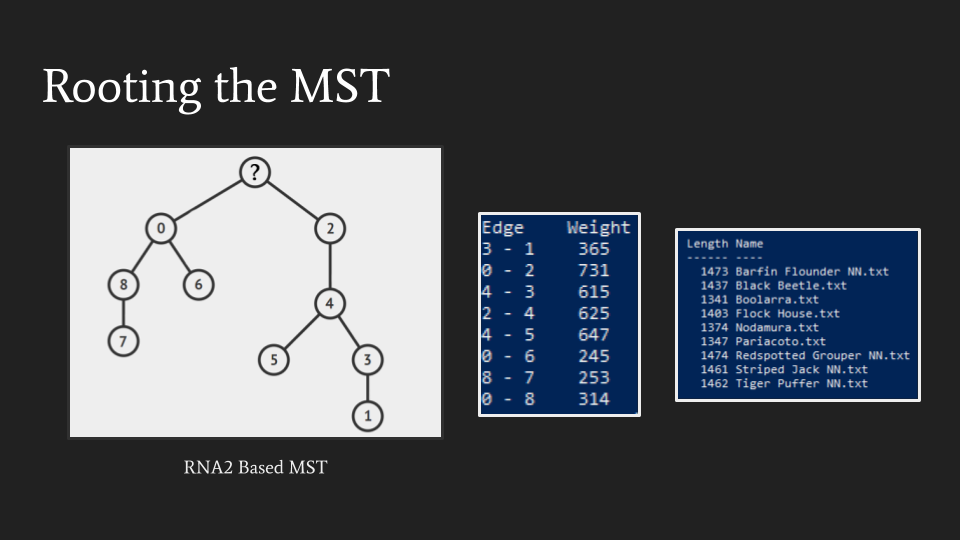 Rooting the MST
?
0
2
8
6
4
7
5
3
1
RNA2 Based MST
Edge Weight
3 - 1 365
0 - 2 731
4 - 3 615
2 - 4 625
4 - 5 647
0 - 6 245
8 - 7 253
0 - 8 314
Length Name
------ ----
1473 Barfin Flounder NN.txt
1437 Black Beetle.txt
1341 Boolarra.txt
1403 Flock House.txt
1374 Nodamura.txt
1347 Pariacoto.txt
1474 Redspotted Grouper NN.txt
1461 Striped Jack NN.txt
1462 Tiger Puffer NN.txt